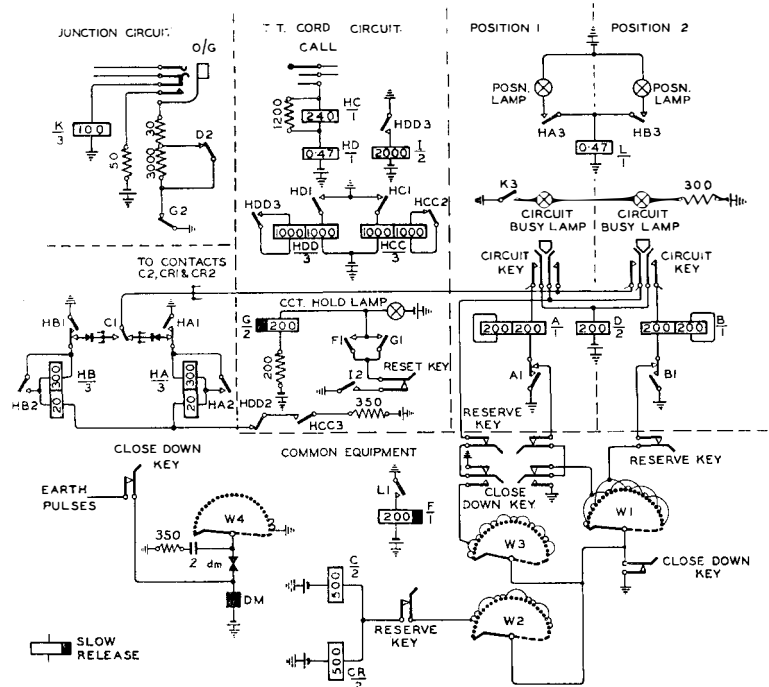 JUNCTION CIRCUIT
O/G
K/3
100
50
30
3000
D2
G2
T.T. CORD CIRCUIT
CALL
1200
240
HC/1
0·47
HD/1
HDD3
2000
I/2
HDD3
HD1
HC1
HCC2
1000 1000
HDD/3
1000 1000
HCC/3
POSITION 1
POSITION 2
POSN. LAMP
POSN. LAMP
HA3
HB3
0·47
L/1
K3
CIRCUIT BUSY LAMP
CIRCUIT BUSY LAMP
300
CIRCUIT KEY
CIRCUIT KEY
200 200
A/1
200
D/2
200 200
B/1
A1
B1
RESERVE KEY
RESERVE KEY
TO CONTACTS
C2, CR1 & CR2
HB1
C1
HA1
300
20
HB/3
HB2
300
20
HA/3
HA2
CCT. HOLD LAMP
G/2
200
200
F1
G1
I2
RESET KEY
HDD2
HCC3
350
CLOSE DOWN
KEY
EARTH
PULSES
W4
350
2
dm
DM
SLOW
RELEASE
COMMON EQUIPMENT
L1
200
F/1
C/2
500
CR/2
500
RESERVE
KEY
CLOSE
DOWN KEY
W3
W2
W1
CLOSE DOWN
KEY